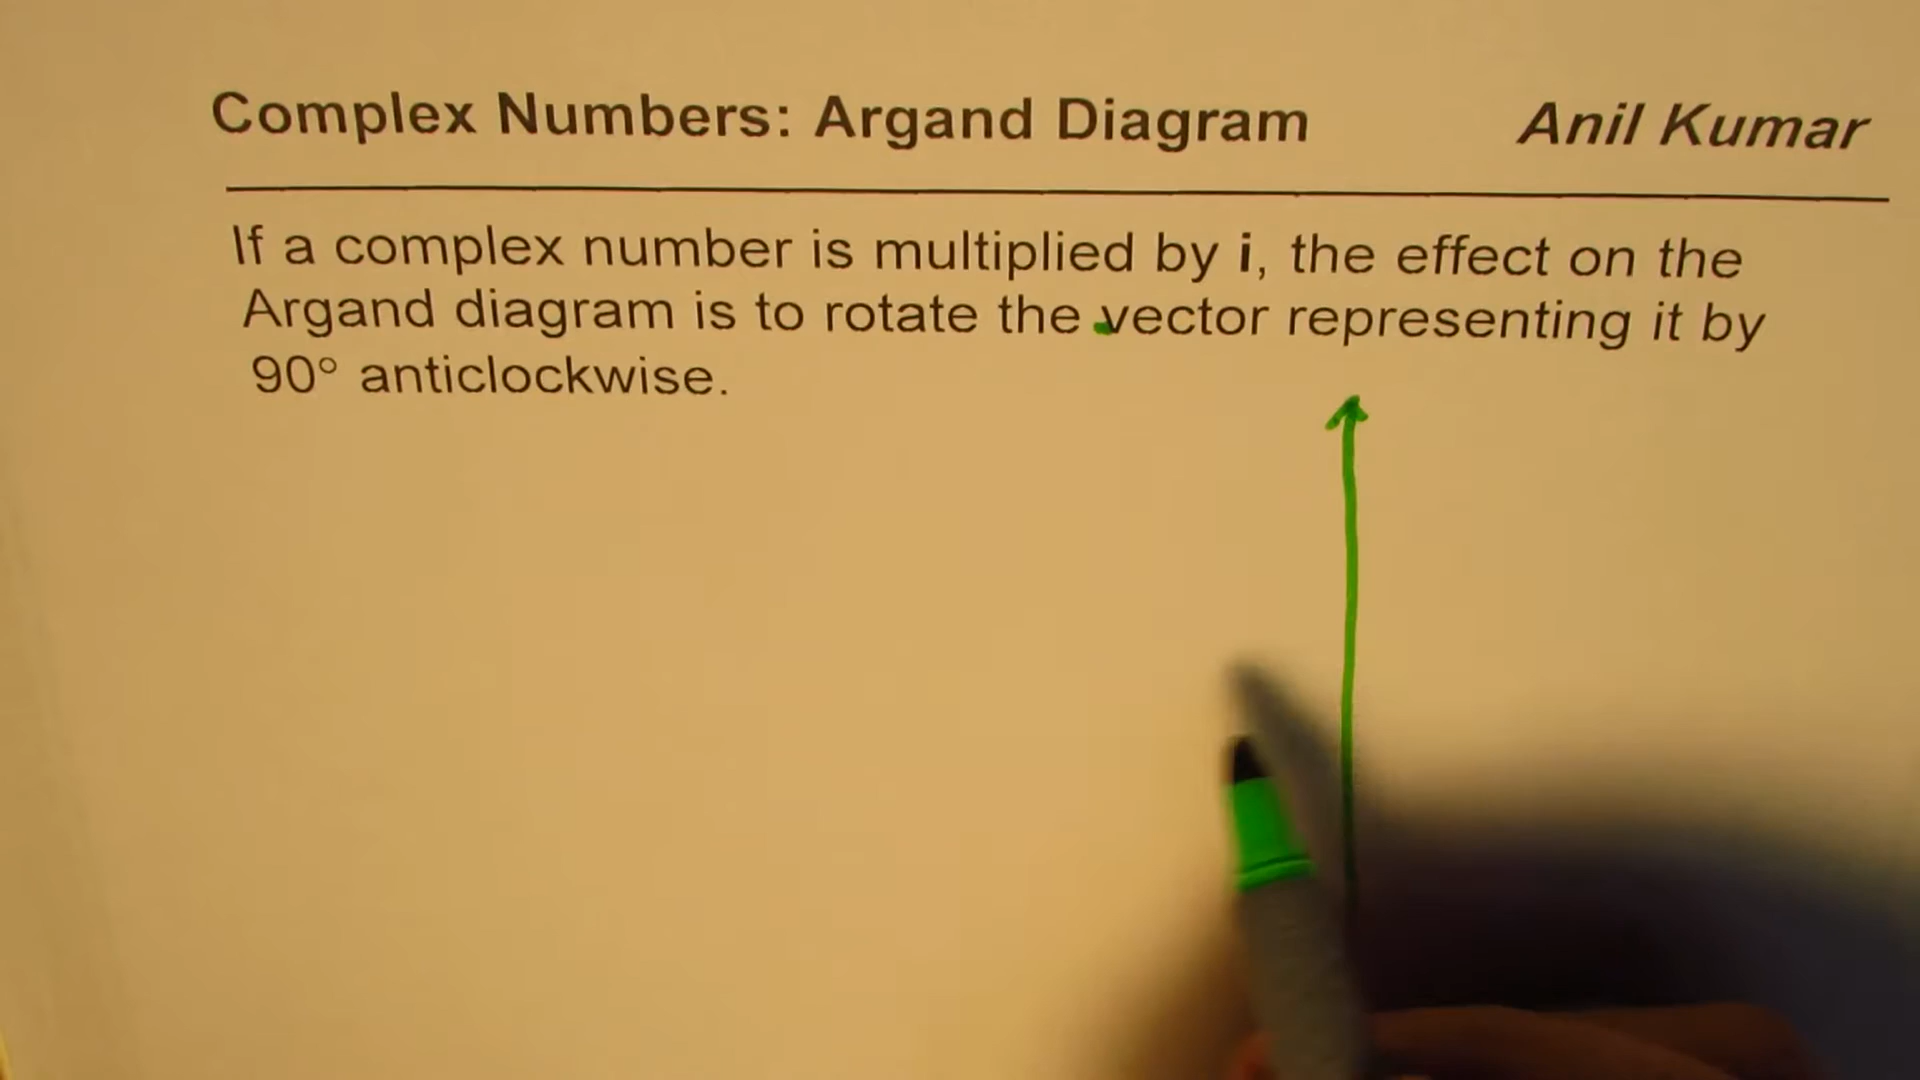 Complex Numbers: Argand Diagram Anil Kumar
If a complex number is multiplied by i, the effect on the
Argand diagram is to rotate the vector representing it by
90° anticlockwise.